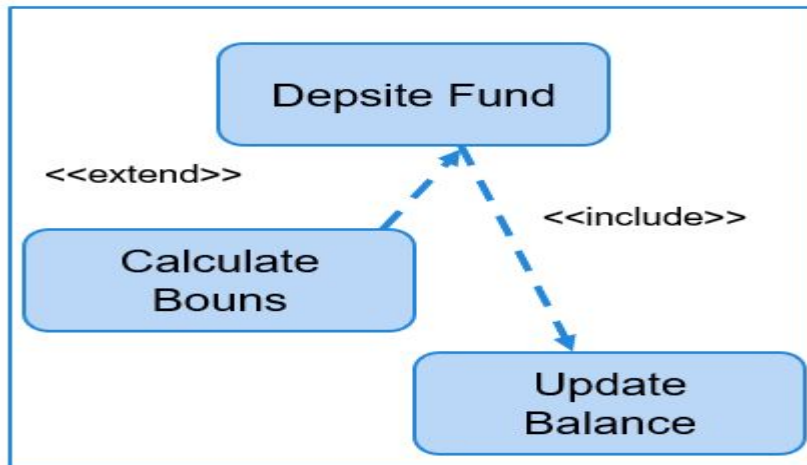 Depsite Fund
<<extend>>
<<include>>
Calculate
Bouns
Update
Balance